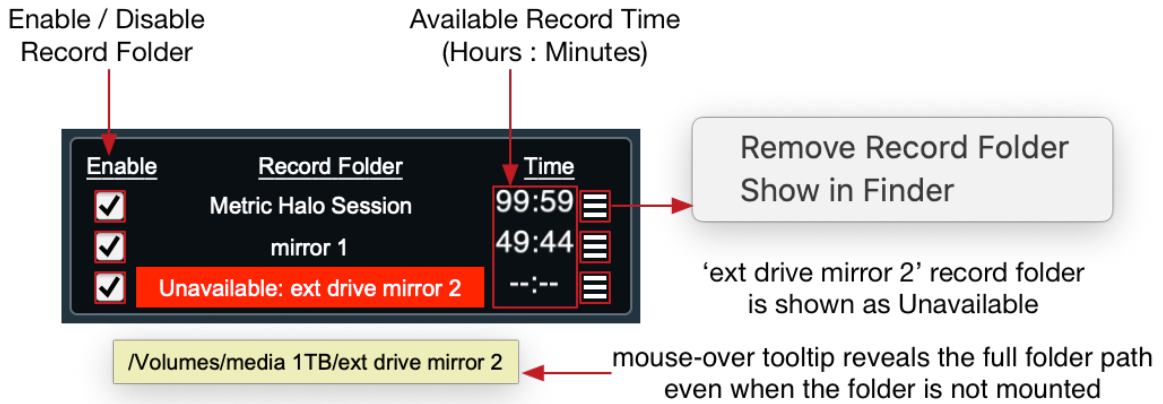 Enable / Disable
Record Folder
Available Record Time
(Hours : Minutes)
Enable Record Folder Time
Metric Halo Session 99:59
mirror 1 49:44
Unavailable: ext drive mirror 2 --:--
Remove Record Folder
Show in Finder
‘ext drive mirror 2’ record folder
is shown as Unavailable
/Volumes/media 1TB/ext drive mirror 2
mouse-over tooltip reveals the full folder path
even when the folder is not mounted